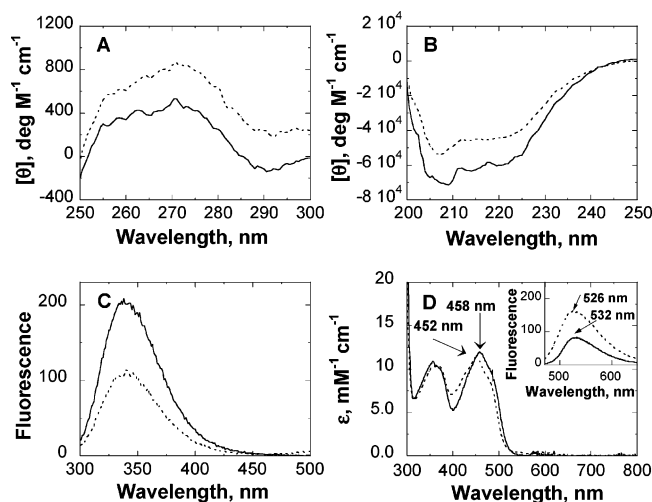 1200
800
400
0
-400
A
[θ], deg M⁻¹ cm⁻¹
250 260 270 280 290 300
Wavelength, nm
2 10⁴
0
-2 10⁴
-4 10⁴
-6 10⁴
-8 10⁴
B
[θ], deg M⁻¹ cm⁻¹
200 210 220 230 240 250
Wavelength, nm
200
100
0
C
Fluorescence
300 350 400 450 500
Wavelength, nm
20
15
10
5.0
0
D
ε, mM⁻¹ cm⁻¹
458 nm
452 nm
300 400 500 600 700 800
Wavelength, nm
200
100
0
Fluorescence
526 nm
532 nm
500 600
Wavelength, nm